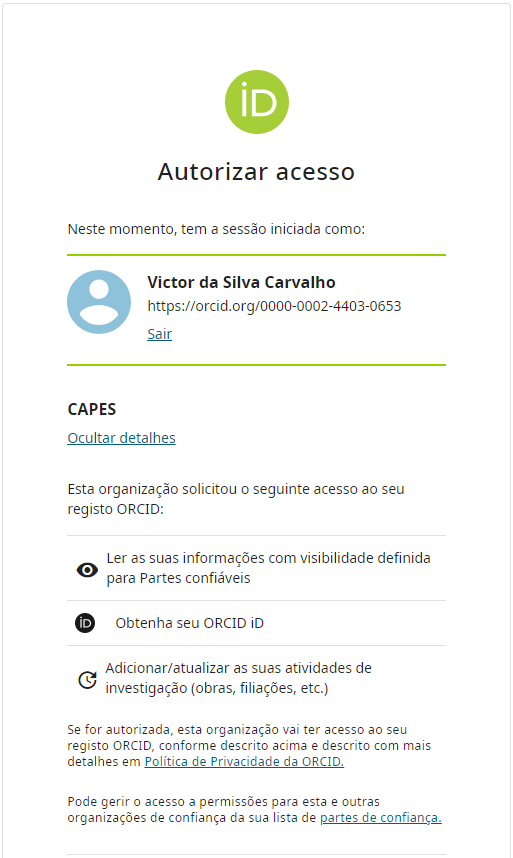 iD
Autorizar acesso
Neste momento, tem a sessão iniciada como:
Victor da Silva Carvalho
https://orcid.org/0000-0002-4403-0653
Sair
CAPES
Ocultar detalhes
Esta organização solicitou o seguinte acesso ao seu
registo ORCID:
Ler as suas informações com visibilidade definida
para Partes confiáveis
iD
Obtenha seu ORCID iD
Adicionar/atualizar as suas atividades de
investigação (obras, filiações, etc.)
Se for autorizada, esta organização vai ter acesso ao seu
registo ORCID, conforme descrito acima e descrito com mais
detalhes em Política de Privacidade da ORCID.
Pode gerir o acesso a permissões para esta e outras
organizações de confiança da sua lista de partes de confiança.